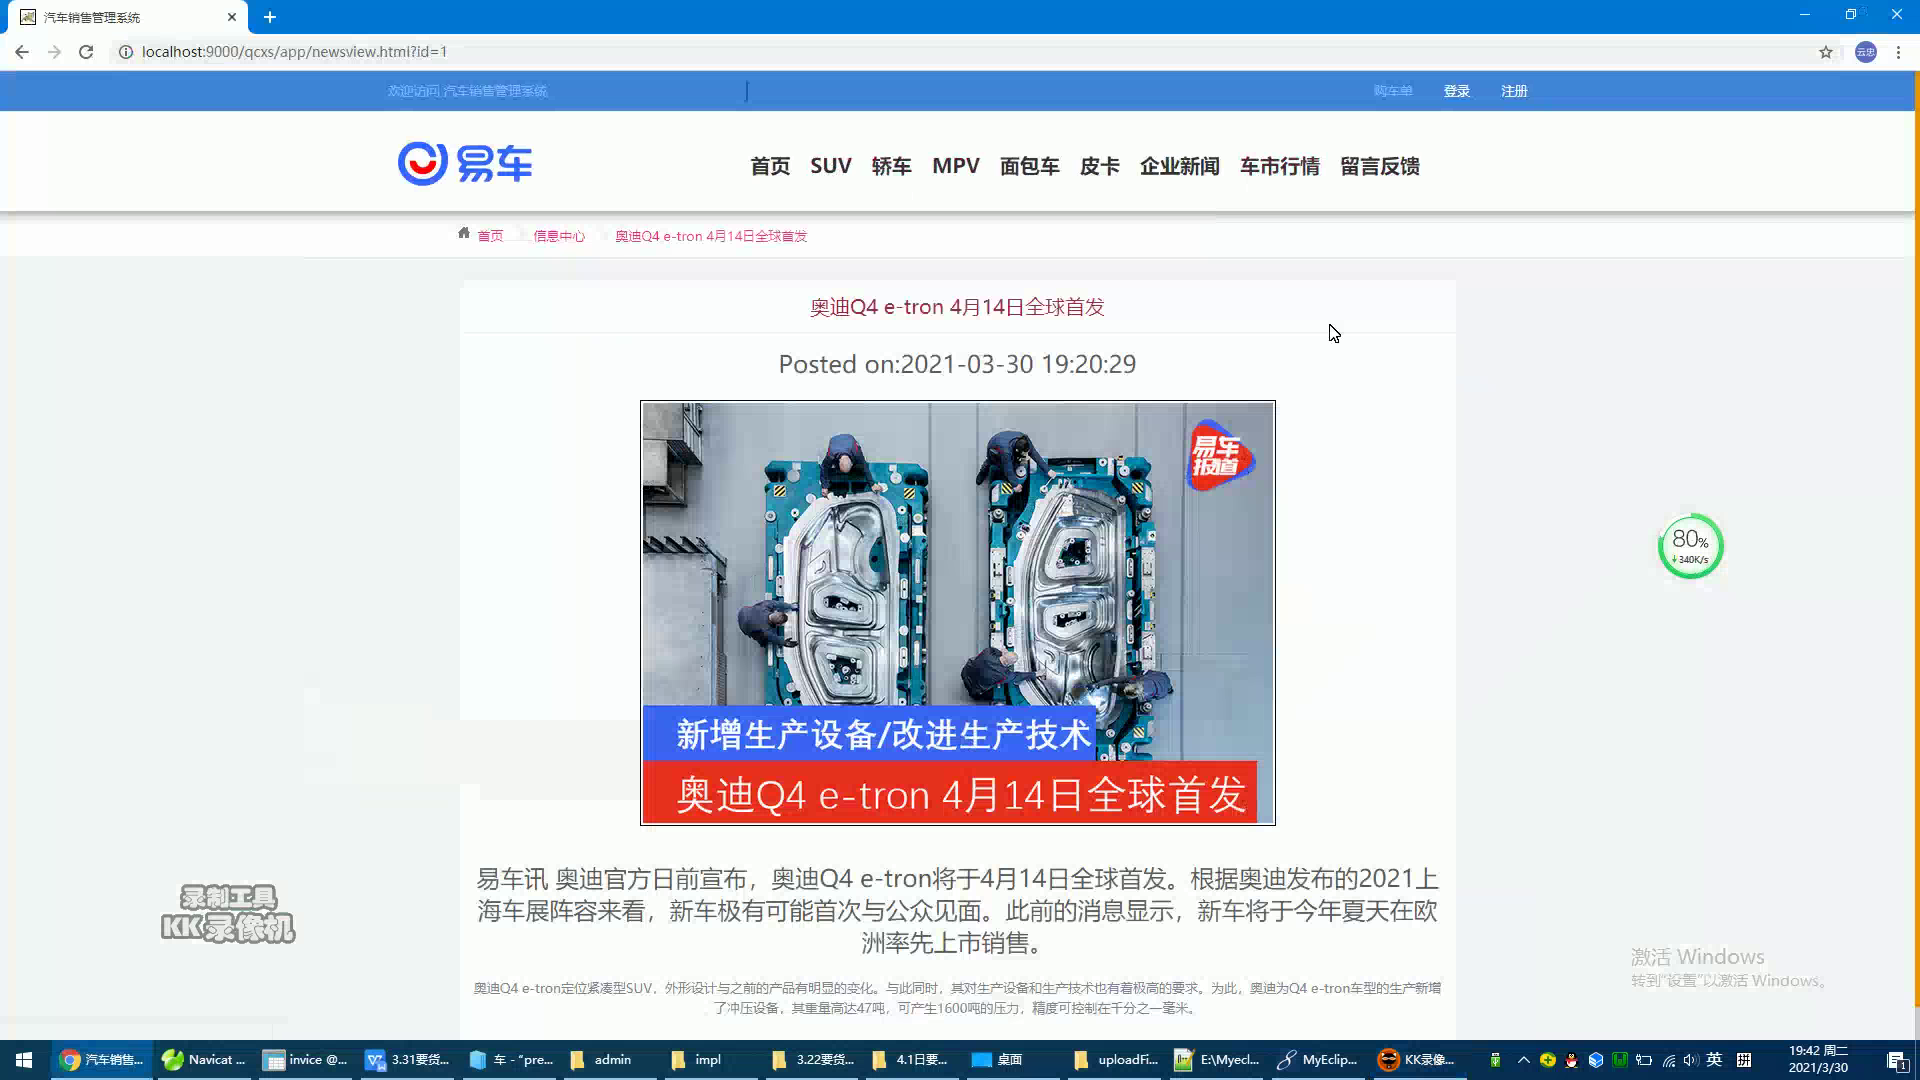 汽车销售管理系统
localhost:9000/qcxs/app/newsview.html?id=1
云忠
欢迎访问 汽车销售管理系统
购车单 登录 注册
易车
首页 SUV 轿车 MPV 面包车 皮卡 企业新闻 车市行情 留言反馈
首页 信息中心 奥迪Q4 e-tron 4月14日全球首发
奥迪Q4 e-tron 4月14日全球首发
Posted on:2021-03-30 19:20:29
易车
报道
新增生产设备/改进生产技术
奥迪Q4 e-tron 4月14日全球首发
80%
340K/s
易车讯 奥迪官方日前宣布，奥迪Q4 e-tron将于4月14日全球首发。根据奥迪发布的2021上
海车展阵容来看，新车极有可能首次与公众见面。此前的消息显示，新车将于今年夏天在欧
洲率先上市销售。
奥迪Q4 e-tron定位紧凑型SUV，外形设计与之前的产品有明显的变化。与此同时，其对生产设备和生产技术也有着极高的要求。为此，奥迪为Q4 e-tron车型的生产新增
了冲压设备，其重量高达47吨，可产生1600吨的压力，精度可控制在千分之一毫米。
录制工具
KK录像机
激活 Windows
转到"设置"以激活 Windows。
汽车销售... Navicat ... invice @... 3.31要货... 车 - "pre... admin impl 3.22要货... 4.1日要... 桌面 uploadFi... E:\Myecl... MyEclip... KK录像... 英 拼
19:42 周二
2021/3/30
1